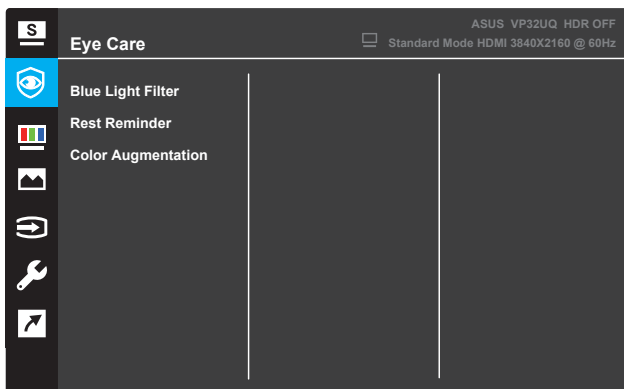 S
ASUS VP32UQ HDR OFF
Eye Care
Standard Mode HDMI 3840X2160 @ 60Hz
Blue Light Filter
Rest Reminder
Color Augmentation